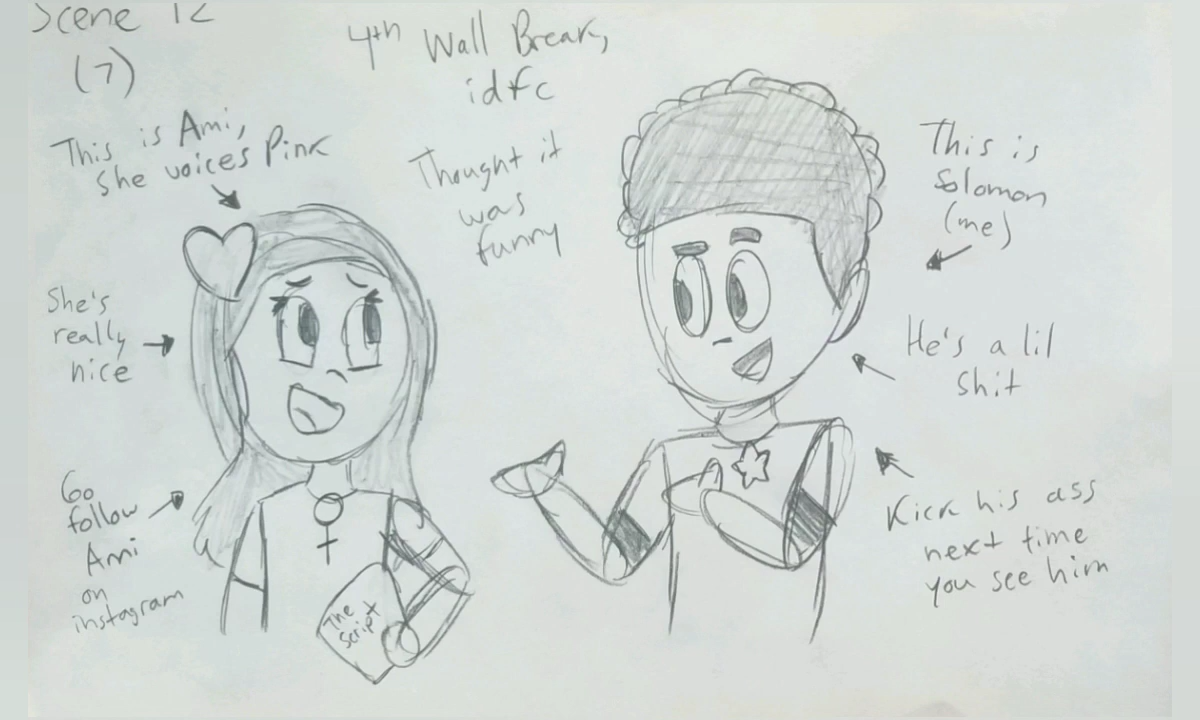 Scene 12
(7)
4th Wall Break,
idfc
This is Ami,
She voices Pink
Thought it
was
funny
This is
Solomon
(me)
She's
really
nice
He's a lil
shit
Go
follow
Ami
on
instagram
Kick his ass
next time
you see him
The
Script